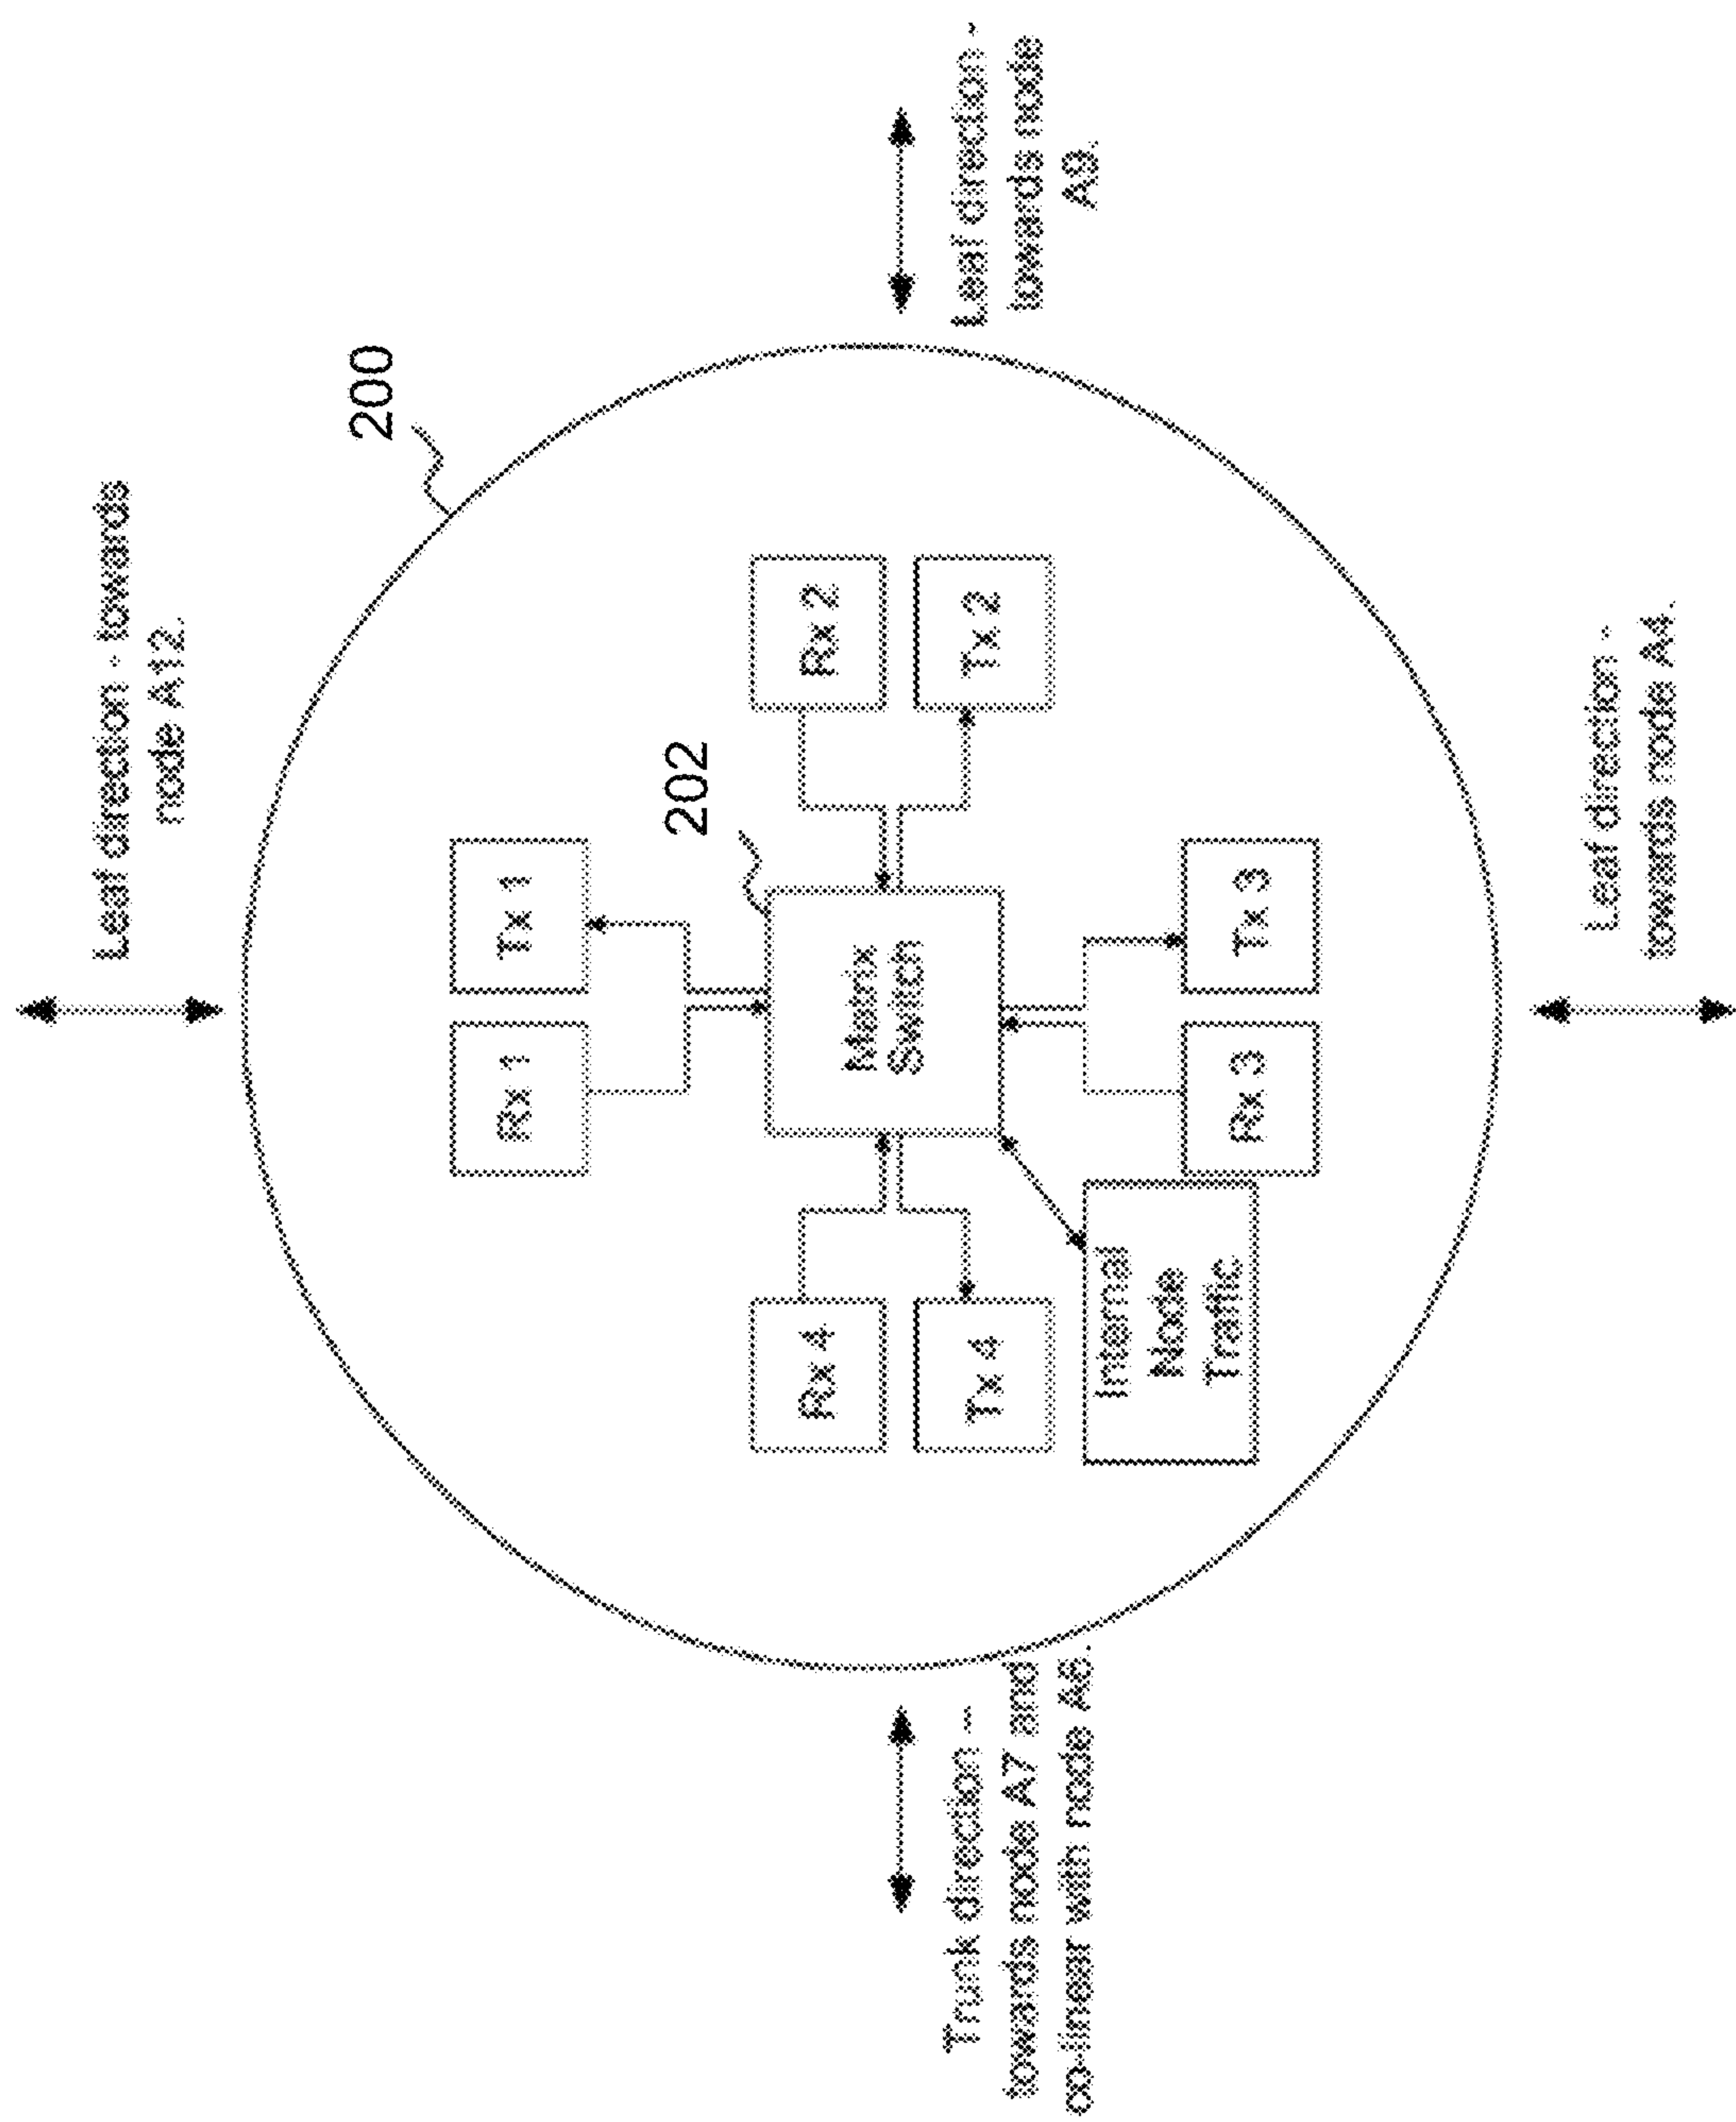 Leaf direction - towards
node A12.
200
202
Rx 1
Tx 1
Rx 4
Tx 4
Matrix
Switch
Rx 2
Tx 2
Internal
Node
Traffic
Rx 3
Tx 3
Trunk direction –
towards node A7 and
co-linear with node A6.
Leaf direction -
towards node
A9.
Leaf direction -
towards node A4.